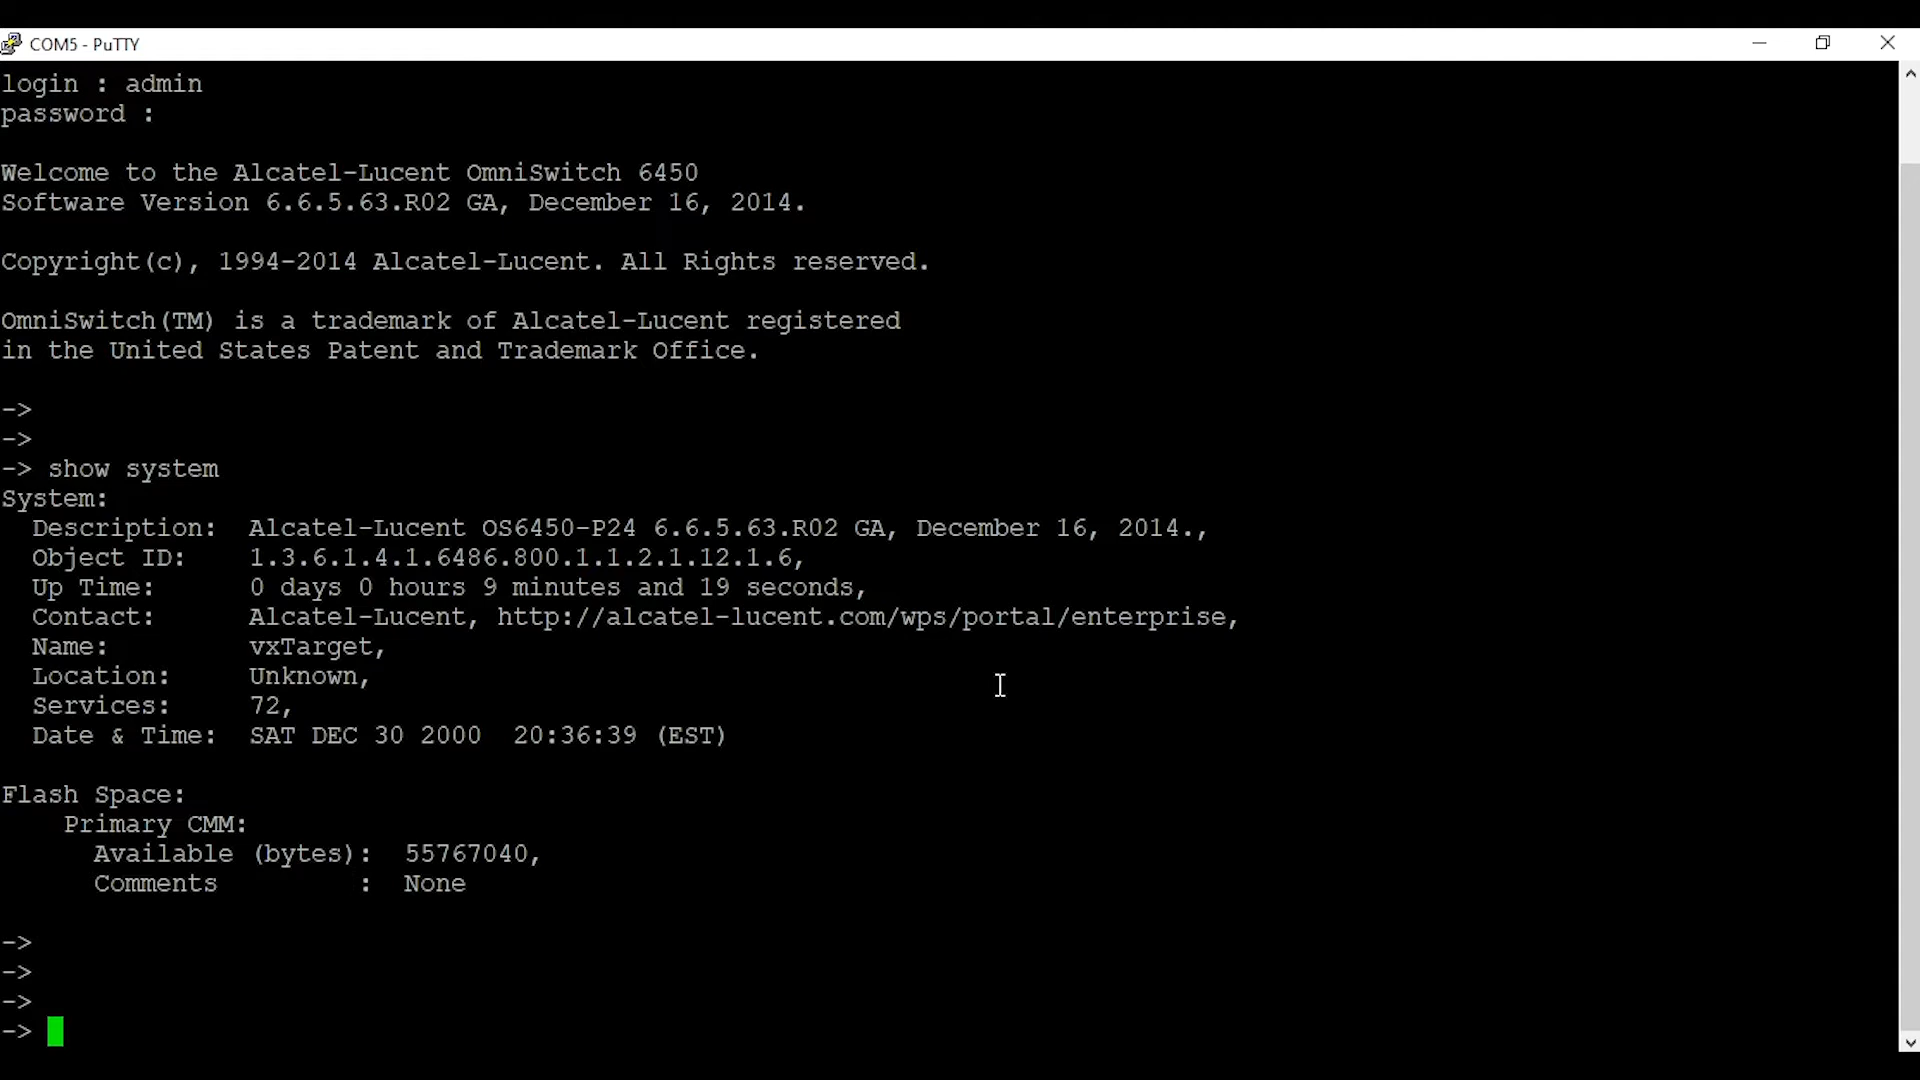 COM5 - PuTTY
login : admin
password :
Welcome to the Alcatel-Lucent OmniSwitch 6450
Software Version 6.6.5.63.R02 GA, December 16, 2014.
Copyright(c), 1994-2014 Alcatel-Lucent. All Rights reserved.
OmniSwitch(TM) is a trademark of Alcatel-Lucent registered
in the United States Patent and Trademark Office.
->
->
-> show system
System:
  Description:  Alcatel-Lucent OS6450-P24 6.6.5.63.R02 GA, December 16, 2014.,
  Object ID:    1.3.6.1.4.1.6486.800.1.1.2.1.12.1.6,
  Up Time:      0 days 0 hours 9 minutes and 19 seconds,
  Contact:      Alcatel-Lucent, http://alcatel-lucent.com/wps/portal/enterprise,
  Name:         vxTarget,
  Location:     Unknown,
  Services:     72,
  Date & Time:  SAT DEC 30 2000  20:36:39 (EST)
Flash Space:
    Primary CMM:
      Available (bytes):  55767040,
      Comments         :  None
->
->
->
->